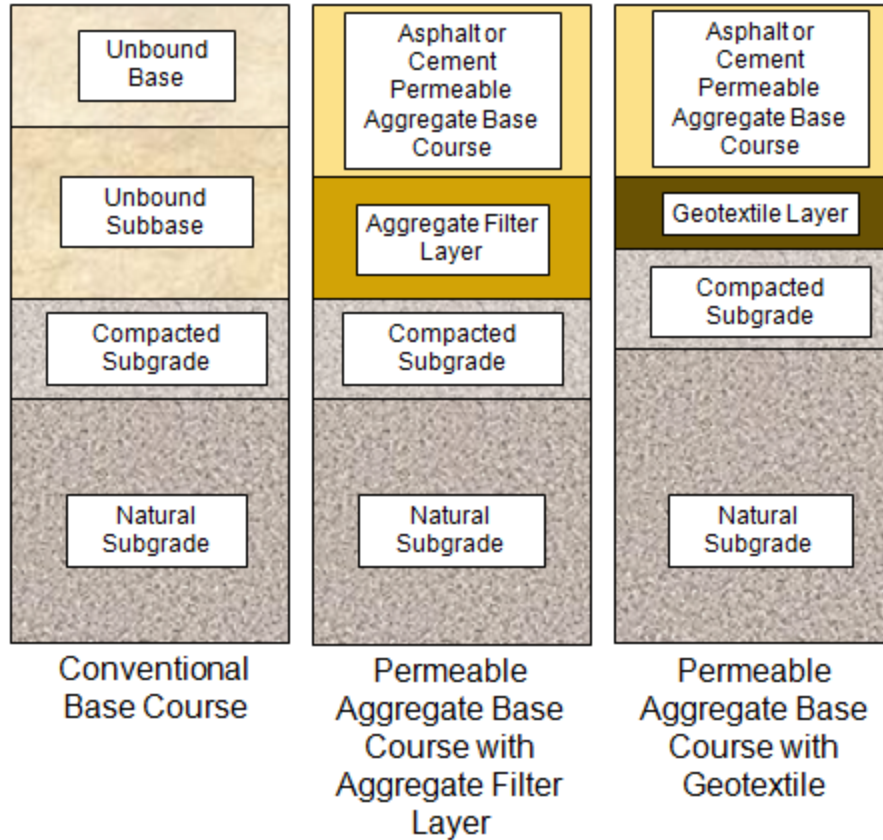 Unbound
Base
Unbound
Subbase
Compacted
Subgrade
Natural
Subgrade
Conventional
Base Course
Asphalt or
Cement
Permeable
Aggregate Base
Course
Aggregate Filter
Layer
Compacted
Subgrade
Natural
Subgrade
Permeable
Aggregate Base
Course with
Aggregate Filter
Layer
Asphalt or
Cement
Permeable
Aggregate Base
Course
Geotextile Layer
Compacted
Subgrade
Natural
Subgrade
Permeable
Aggregate Base
Course with
Geotextile